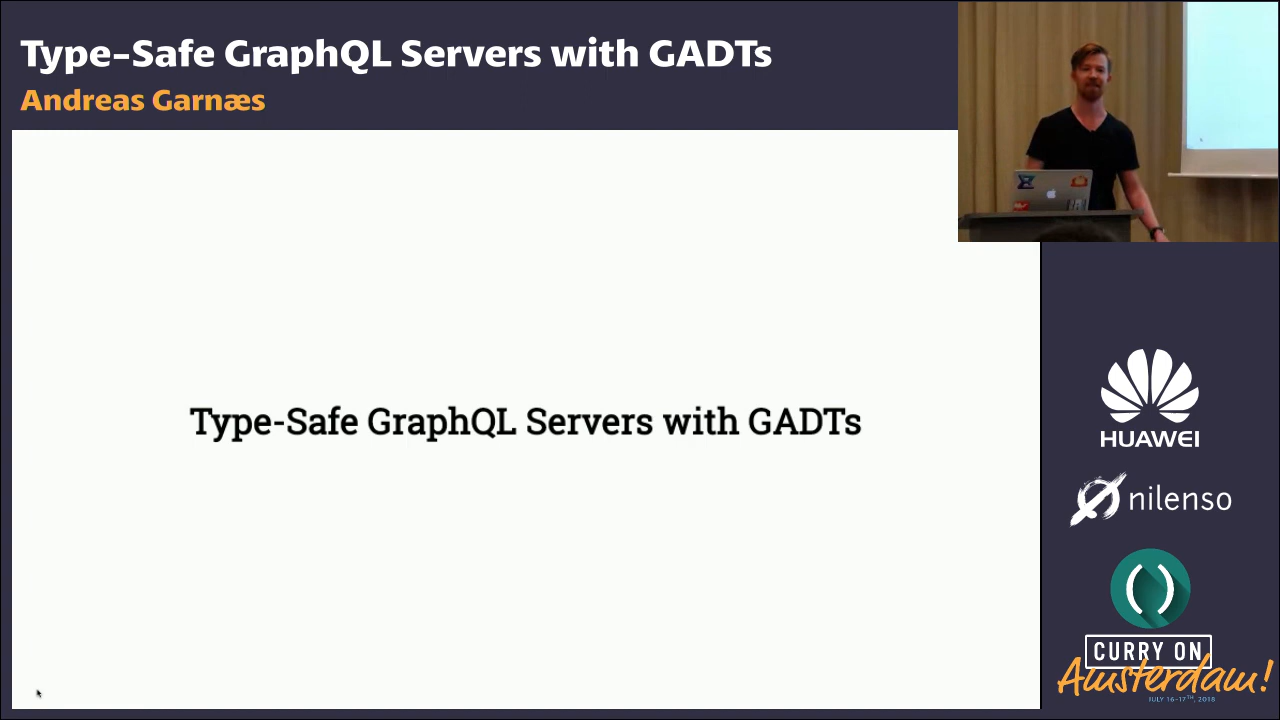 Type-Safe GraphQL Servers with GADTs
Andreas Garnæs
Type-Safe GraphQL Servers with GADTs
HUAWEI
nilenso
()
CURRY ON
Amsterdam!
JULY 16-17TH, 2018